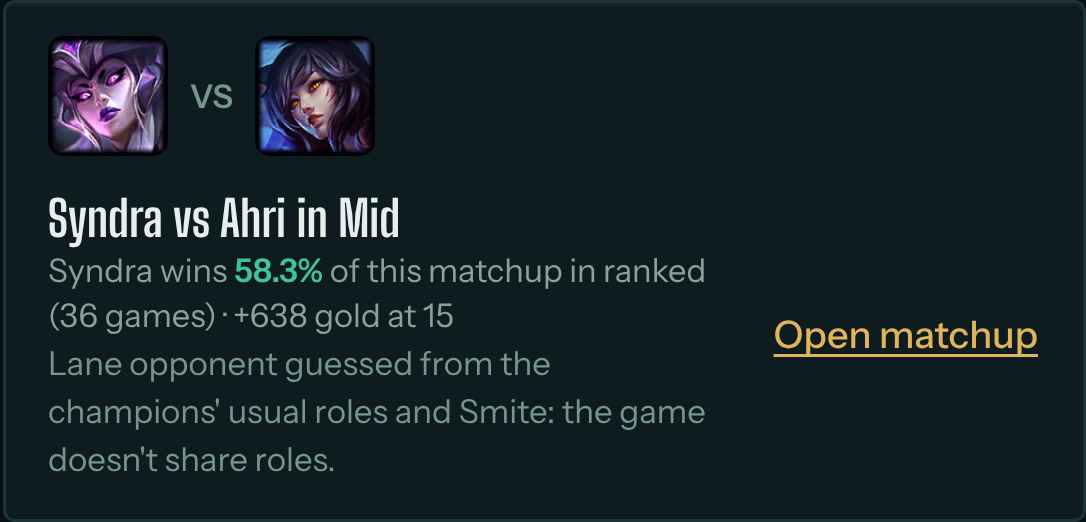 VS
Syndra vs Ahri in Mid
Syndra wins 58.3% of this matchup in ranked
(36 games) · +638 gold at 15
Lane opponent guessed from the
champions' usual roles and Smite: the game
doesn't share roles.
Open matchup